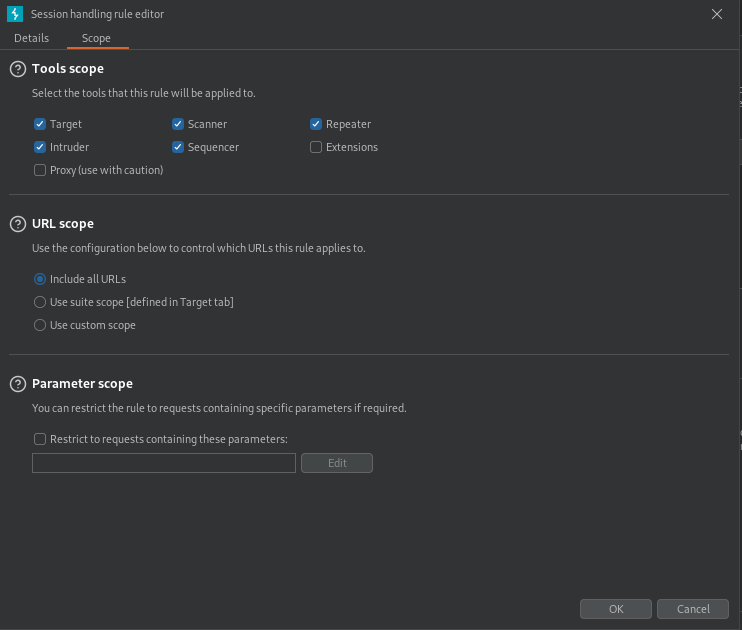 Session handling rule editor
Details Scope
Tools scope
Select the tools that this rule will be applied to.
Target Scanner Repeater
Intruder Sequencer Extensions
Proxy (use with caution)
URL scope
Use the configuration below to control which URLs this rule applies to.
Include all URLs
Use suite scope [defined in Target tab]
Use custom scope
Parameter scope
You can restrict the rule to requests containing specific parameters if required.
Restrict to requests containing these parameters:
Edit
OK Cancel